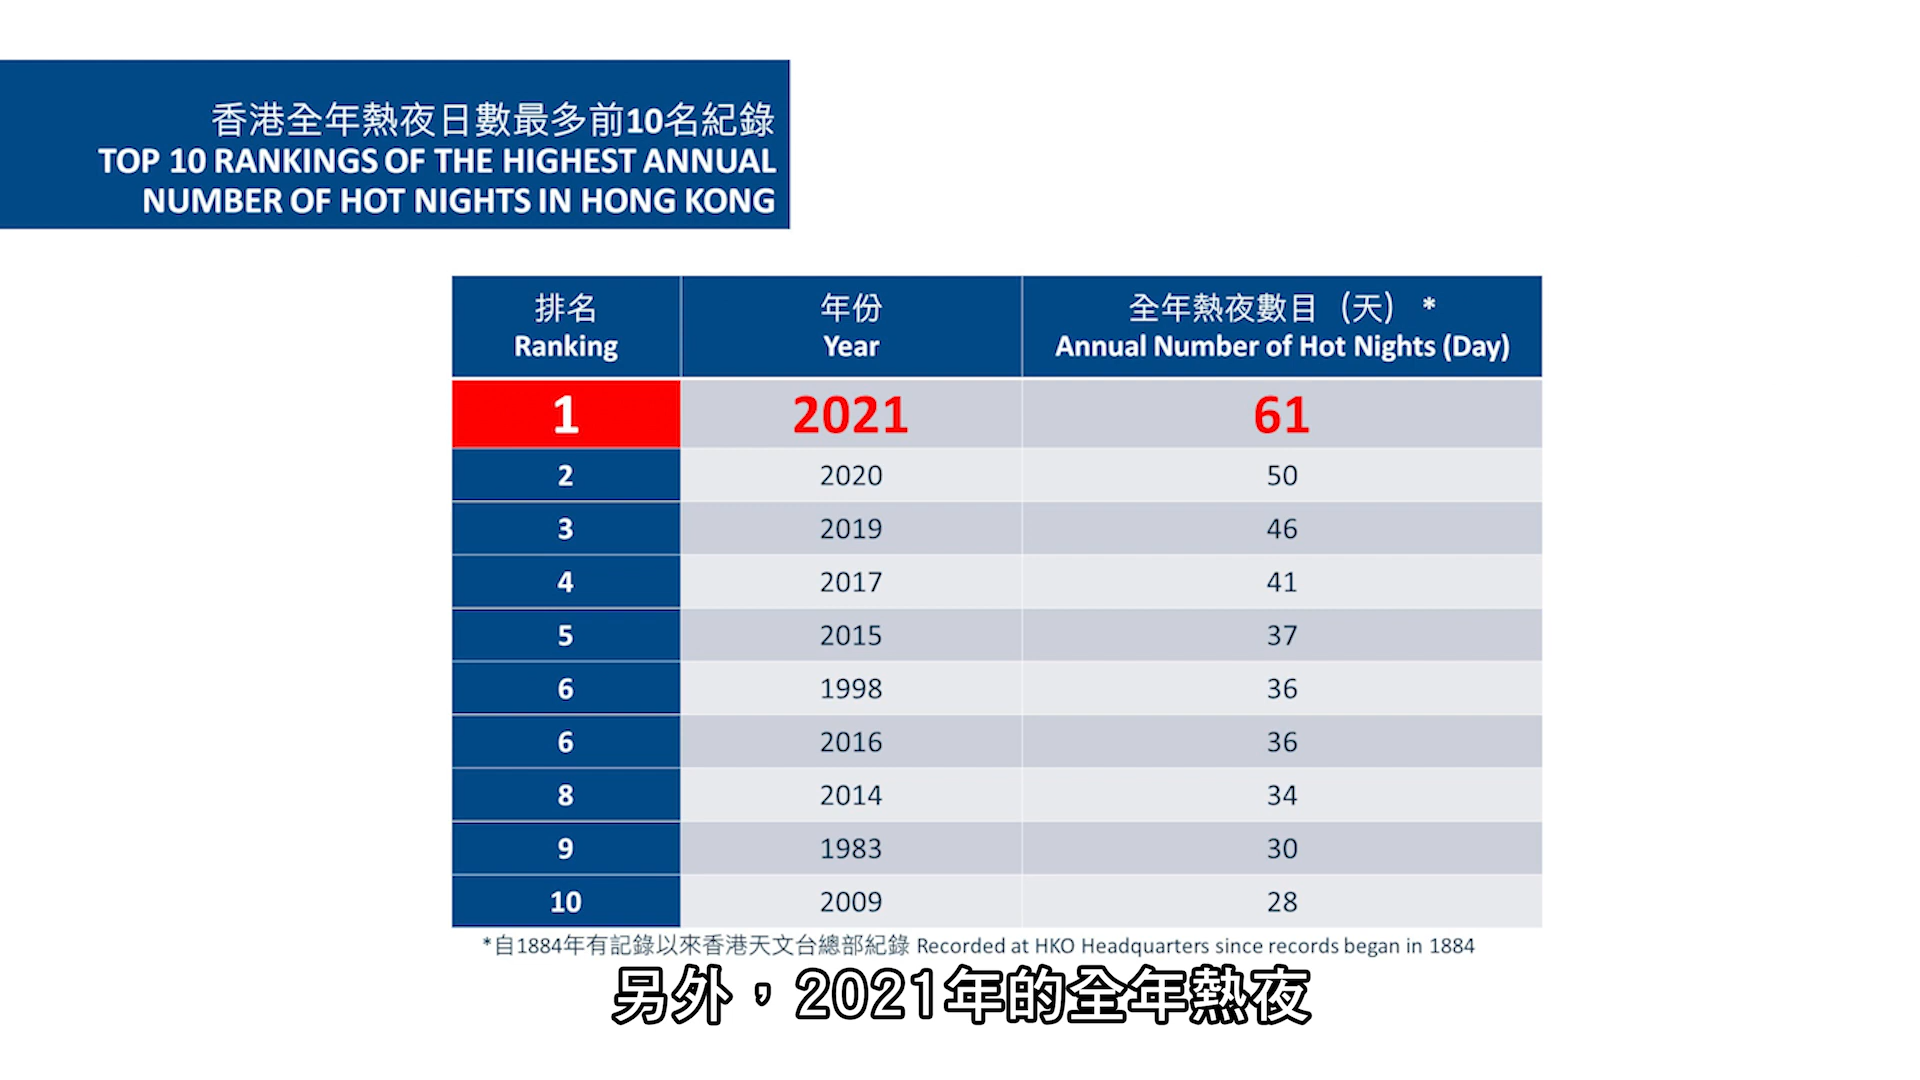 香港全年熱夜日數最多前10名紀錄
TOP 10 RANKINGS OF THE HIGHEST ANNUAL
NUMBER OF HOT NIGHTS IN HONG KONG
排名 年份 全年熱夜數目（天） *
Ranking Year Annual Number of Hot Nights (Day)
1 2021 61
2 2020 50
3 2019 46
4 2017 41
5 2015 37
6 1998 36
6 2016 36
8 2014 34
9 1983 30
10 2009 28
*自1884年有記錄以來香港天文台總部紀錄 Recorded at HKO Headquarters since records began in 1884
另外，2021年的全年熱夜